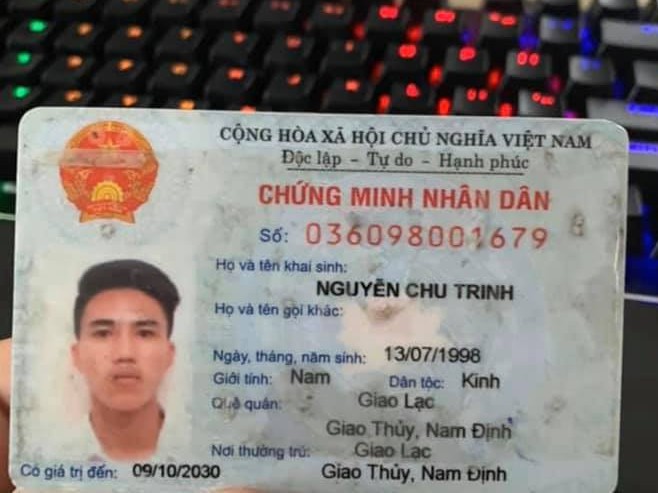 CỘNG HÒA XÃ HỘI CHỦ NGHĨA VIỆT NAM
Độc lập - Tự do - Hạnh phúc
CHỨNG MINH NHÂN DÂN
Số: 036098001679
Họ và tên khai sinh:
NGUYỄN CHU TRINH
Họ và tên gọi khác:
Ngày, tháng, năm sinh: 13/07/1998
Giới tính: Nam Dân tộc: Kinh
Quê quán: Giao Lạc
Giao Thủy, Nam Định
Nơi thường trú: Giao Lạc
Giao Thủy, Nam Định
Có giá trị đến: 09/10/2030